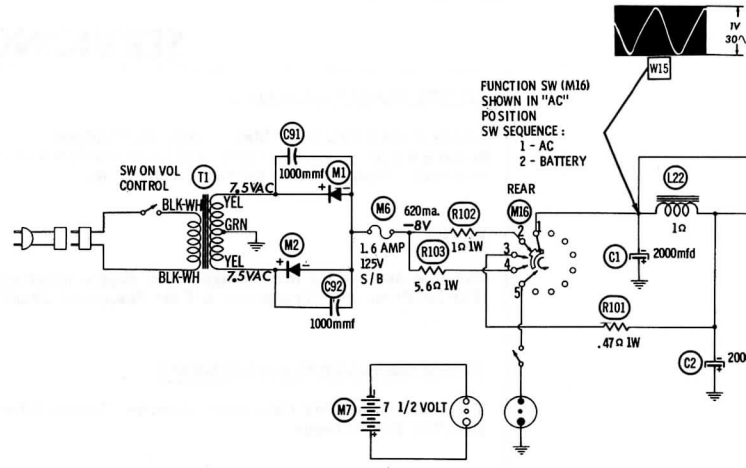 1V
30~
W15
FUNCTION SW (M16)
SHOWN IN "AC"
POSITION
SW SEQUENCE :
1 - AC
2 - BATTERY
C91
1000mmf
M1
SW ON VOL
CONTROL
T1
7.5VAC
YEL
BLK-WH
GRN
YEL
BLK-WH
7.5VAC
M2
C92
1000mmf
M6
1.6 AMP
125V
S/B
620ma.
-8V
R102
1Ω 1W
R103
5.6Ω 1W
REAR
M16
1
2
3
4
5
L22
1Ω
C1
2000mfd
R101
.47Ω 1W
C2
200
M7
7 1/2 VOLT